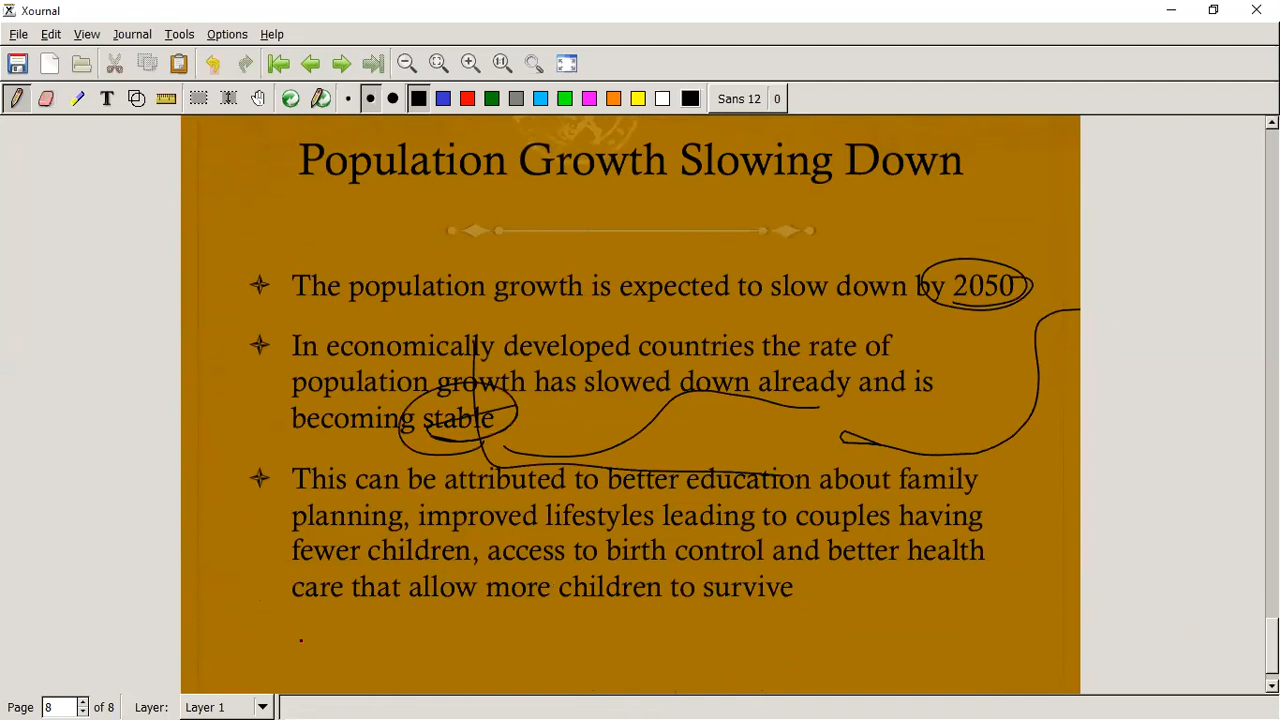 Xournal
File Edit View Journal Tools Options Help
T Sans 12 0
Population Growth Slowing Down
The population growth is expected to slow down by 2050
In economically developed countries the rate of
population growth has slowed down already and is
becoming stable
This can be attributed to better education about family
planning, improved lifestyles leading to couples having
fewer children, access to birth control and better health
care that allow more children to survive
Page 8 of 8 Layer: Layer 1